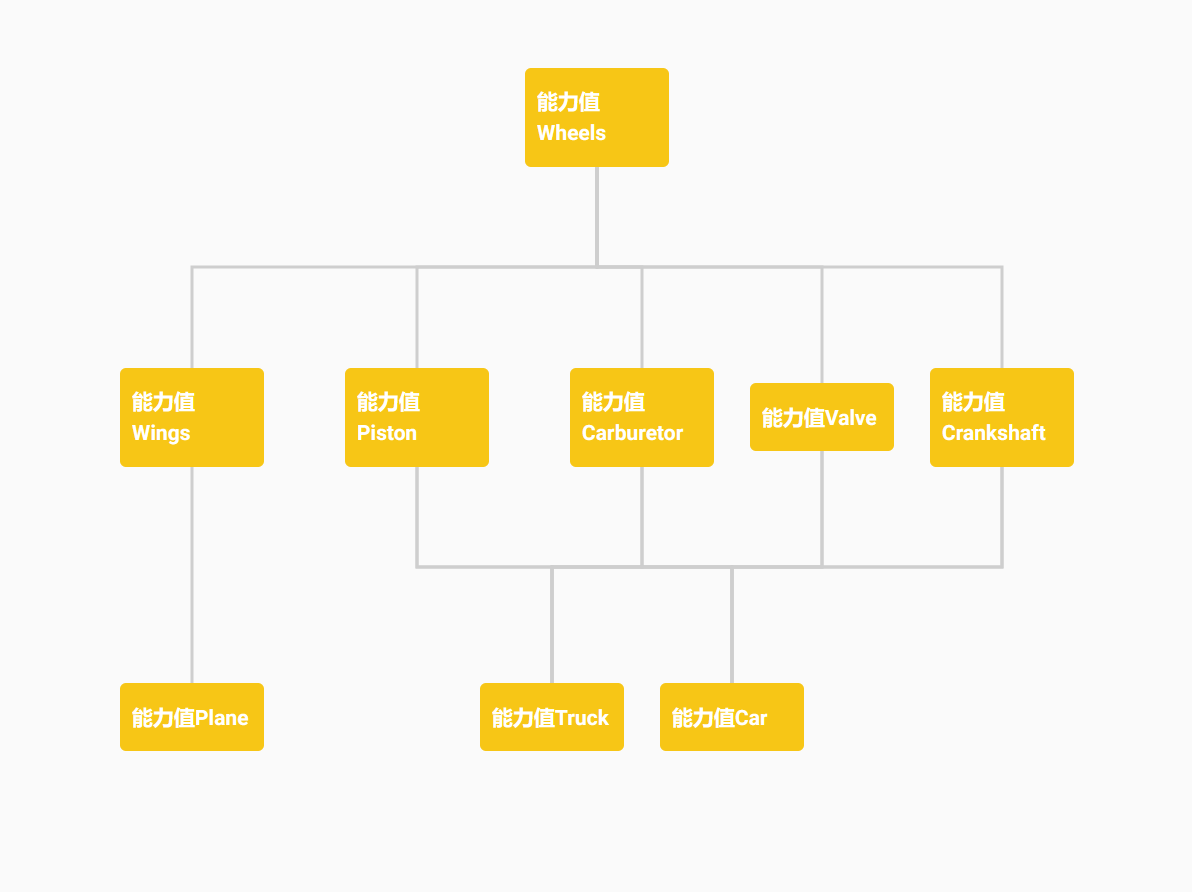 能力值
Wheels
能力值
Wings
能力值
Piston
能力值
Carburetor
能力值Valve
能力值
Crankshaft
能力值Plane
能力值Truck
能力值Car